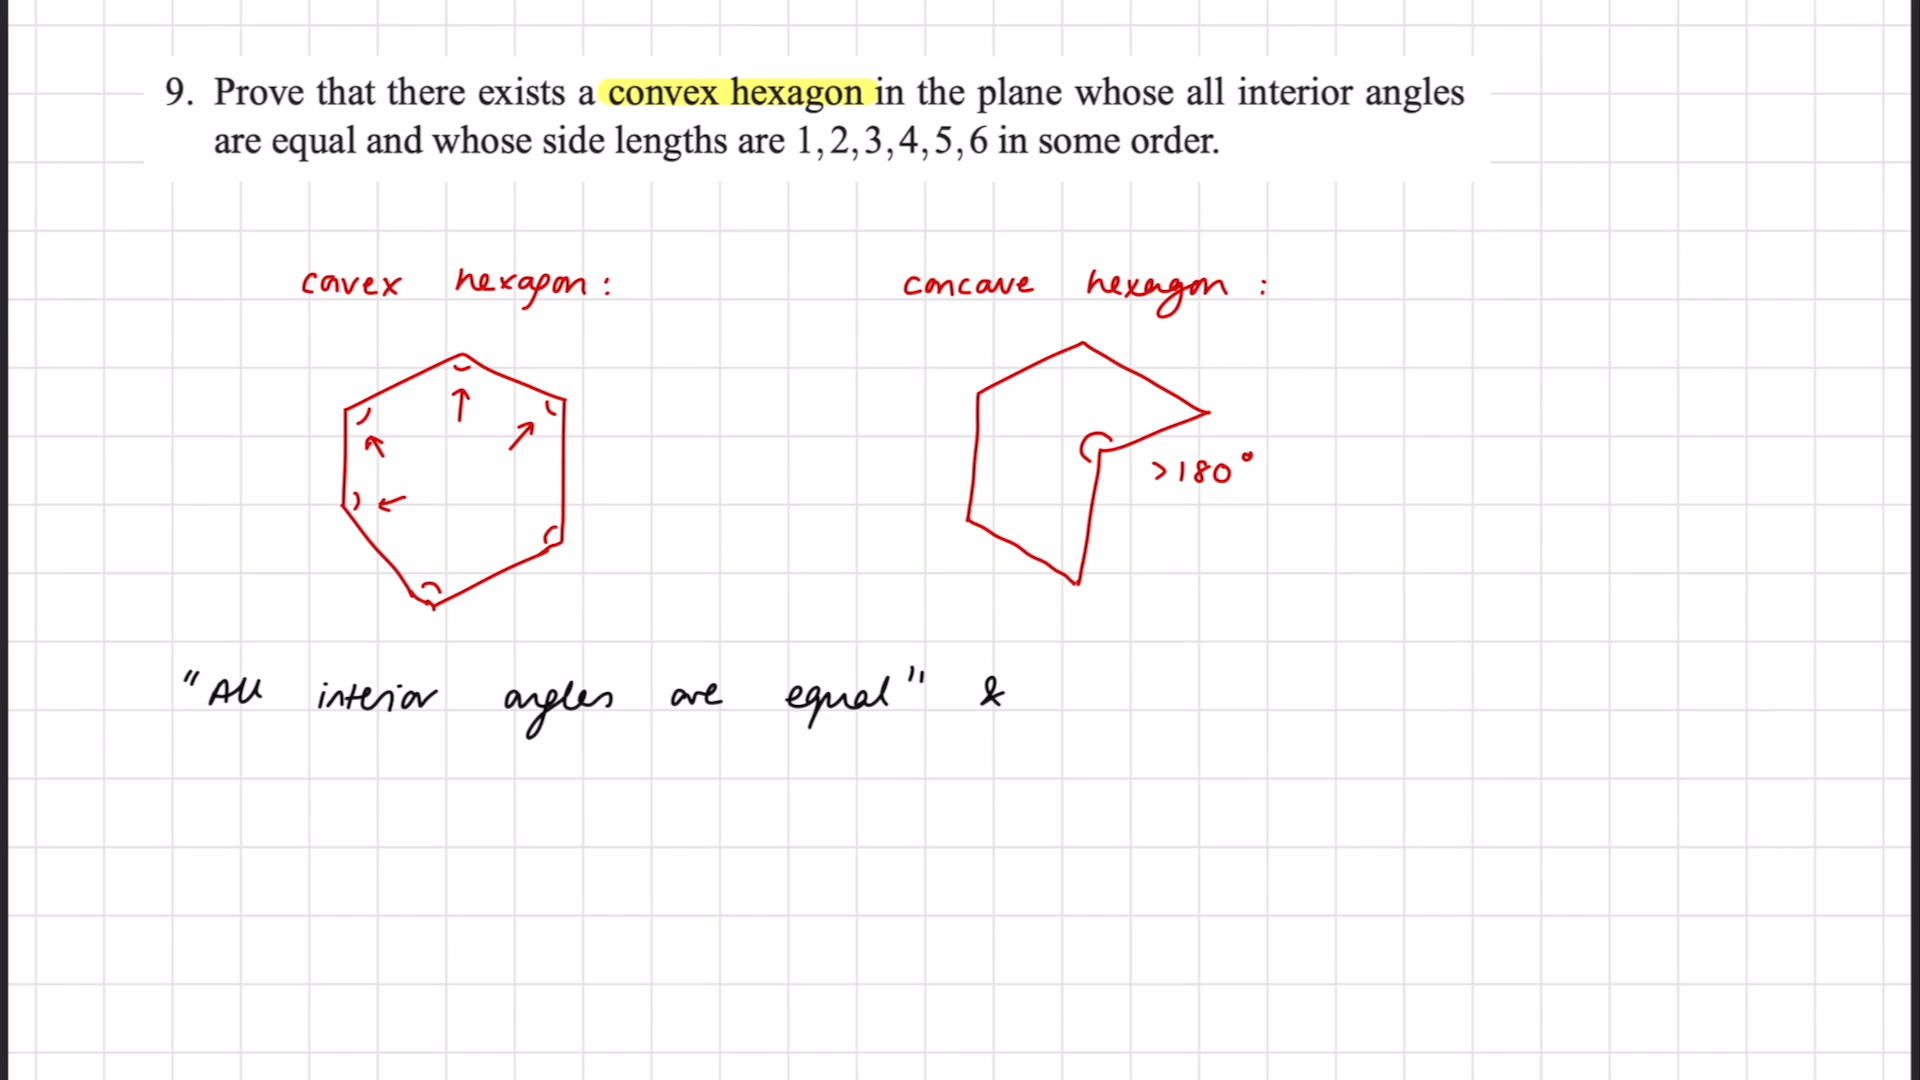 9. Prove that there exists a convex hexagon in the plane whose all interior angles
are equal and whose side lengths are 1,2,3,4,5,6 in some order.
convex hexagon:
concave hexagon:
>180°
"All interior angles are equal" &